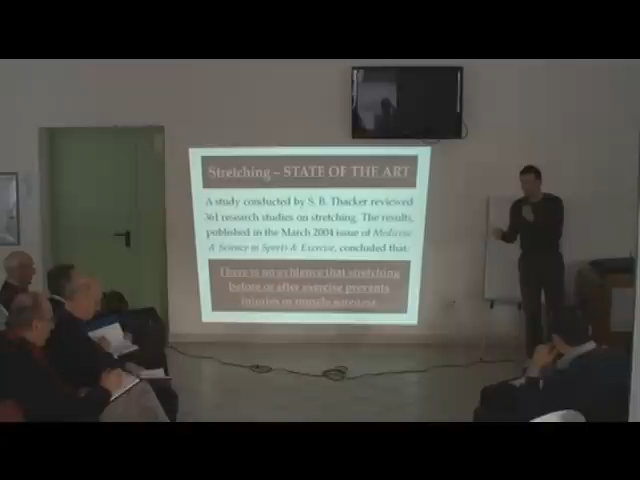 Stretching – STATE OF THE ART
A study conducted by S. B. Thacker reviewed
361 research studies on stretching. The results,
published in the March 2004 issue of Medicine
& Science in Sports & Exercise, concluded that:
There is no evidence that stretching
before or after exercise prevents
injuries or muscle soreness.